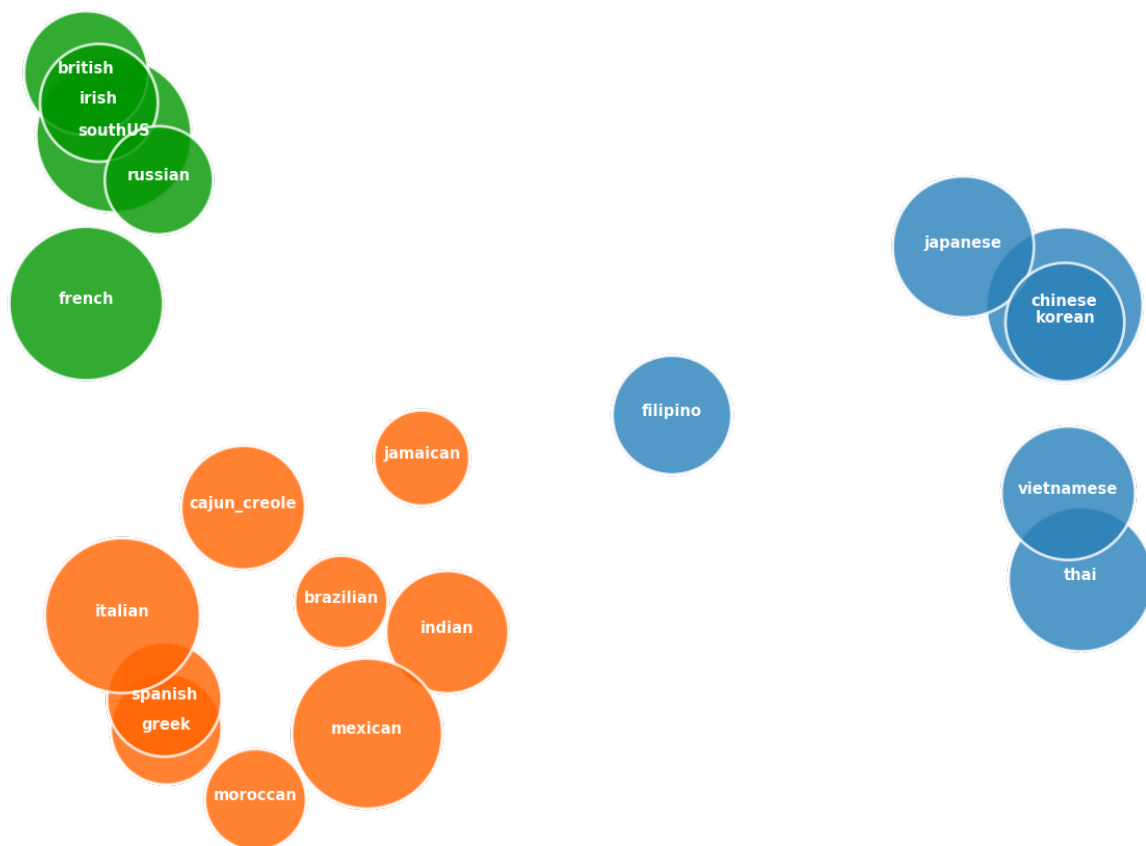 british
irish
southUS
russian
french
japanese
chinese
korean
filipino
jamaican
cajun_creole
vietnamese
thai
brazilian
italian
indian
spanish
greek
mexican
moroccan